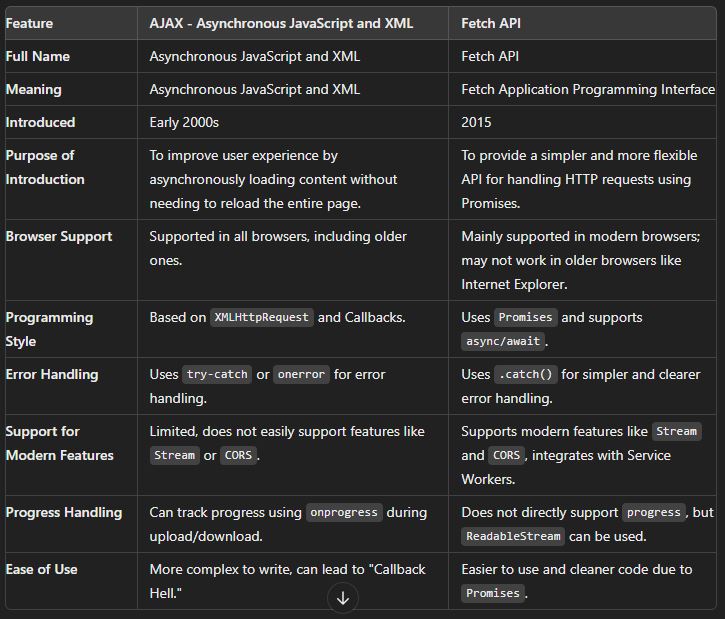 Feature AJAX - Asynchronous JavaScript and XML Fetch API
Full Name Asynchronous JavaScript and XML Fetch API
Meaning Asynchronous JavaScript and XML Fetch Application Programming Interface
Introduced Early 2000s 2015
Purpose of To improve user experience by To provide a simpler and more flexible
Introduction asynchronously loading content without API for handling HTTP requests using
needing to reload the entire page. Promises.
Browser Support Supported in all browsers, including older Mainly supported in modern browsers;
ones. may not work in older browsers like
Internet Explorer.
Programming Based on XMLHttpRequest and Callbacks. Uses Promises and supports
Style async/await.
Error Handling Uses try-catch or onerror for error Uses .catch() for simpler and clearer
handling. error handling.
Support for Limited, does not easily support features like Supports modern features like Stream
Modern Features Stream or CORS. and CORS, integrates with Service
Workers.
Progress Handling Can track progress using onprogress during Does not directly support progress, but
upload/download. ReadableStream can be used.
Ease of Use More complex to write, can lead to "Callback Easier to use and cleaner code due to
Hell." Promises.